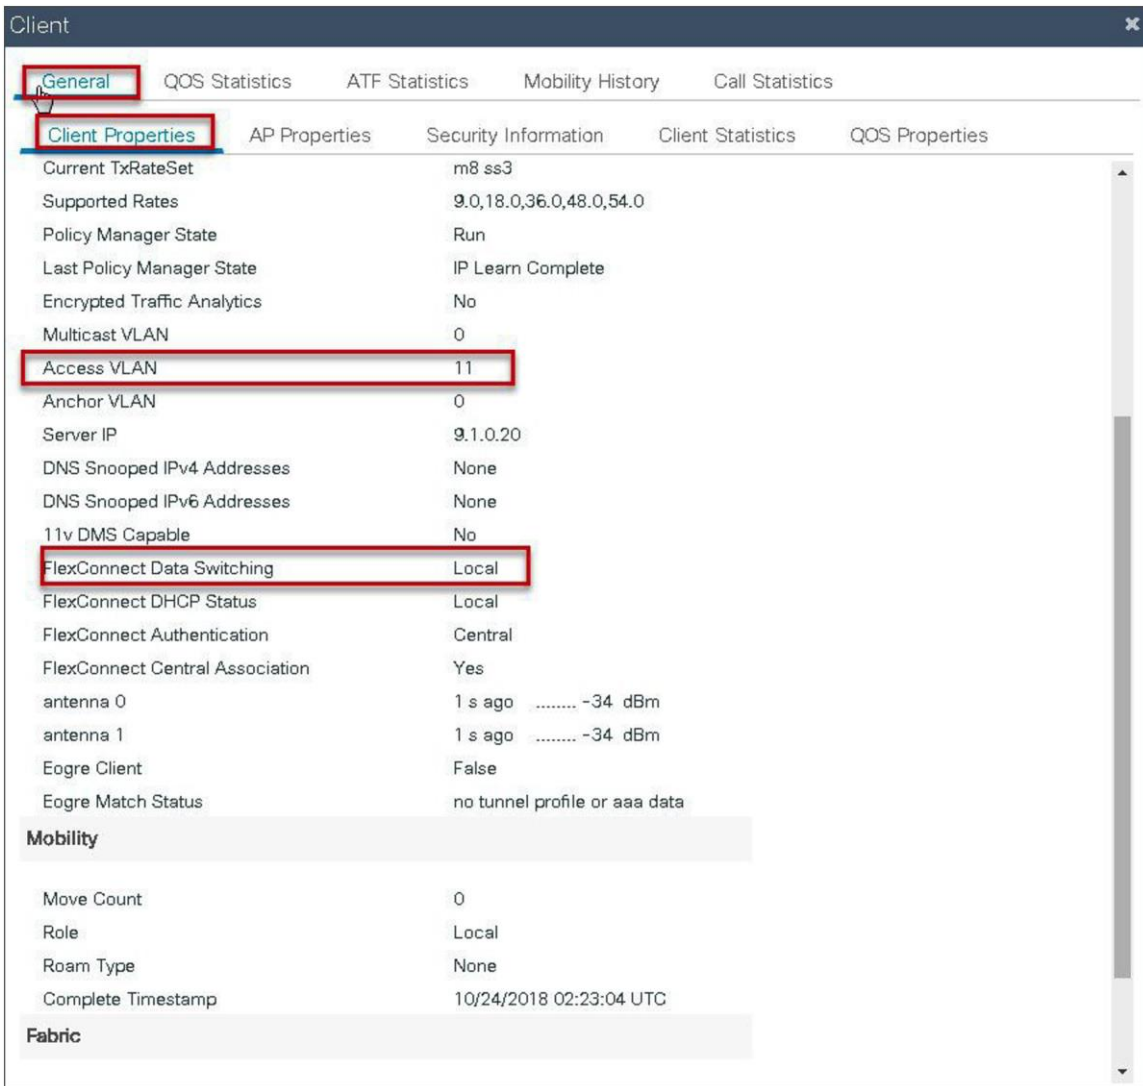 Client
General QOS Statistics ATF Statistics Mobility History Call Statistics
Client Properties AP Properties Security Information Client Statistics QOS Properties
Current TxRateSet m8 ss3
Supported Rates 9.0,18.0,36.0,48.0,54.0
Policy Manager State Run
Last Policy Manager State IP Learn Complete
Encrypted Traffic Analytics No
Multicast VLAN 0
Access VLAN 11
Anchor VLAN 0
Server IP 9.1.0.20
DNS Snooped IPv4 Addresses None
DNS Snooped IPv6 Addresses None
11v DMS Capable No
FlexConnect Data Switching Local
FlexConnect DHCP Status Local
FlexConnect Authentication Central
FlexConnect Central Association Yes
antenna 0 1 s ago ........ -34 dBm
antenna 1 1 s ago ........ -34 dBm
Eogre Client False
Eogre Match Status no tunnel profile or aaa data
Mobility
Move Count 0
Role Local
Roam Type None
Complete Timestamp 10/24/2018 02:23:04 UTC
Fabric